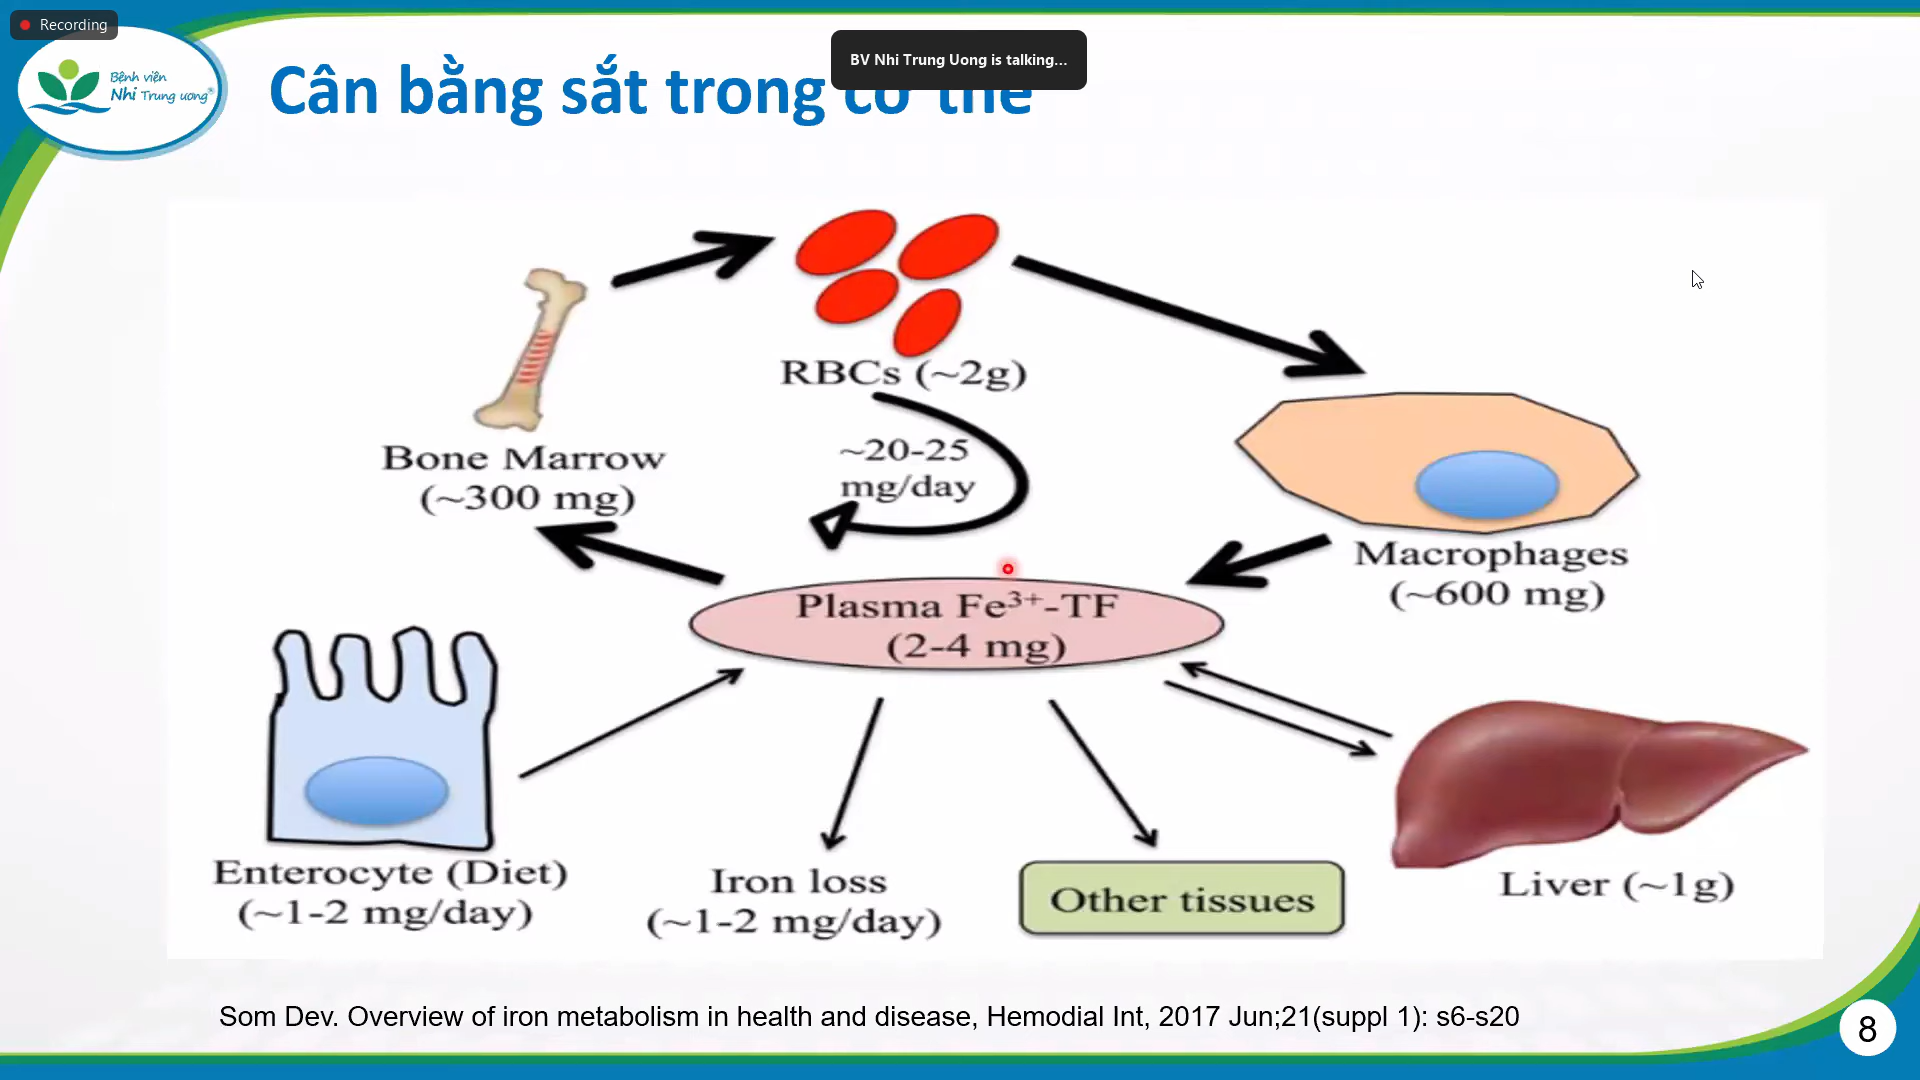 Recording
BV Nhi Trung Uong is talking...
Bệnh viện
Nhi Trung ương®
Cân bằng sắt trong cơ thể
RBCs (~2g)
~20-25
mg/day
Bone Marrow
(~300 mg)
Macrophages
(~600 mg)
Plasma Fe³⁺-TF
(2-4 mg)
Enterocyte (Diet)
(~1-2 mg/day)
Iron loss
(~1-2 mg/day)
Other tissues
Liver (~1g)
Som Dev. Overview of iron metabolism in health and disease, Hemodial Int, 2017 Jun;21(suppl 1): s6-s20
8